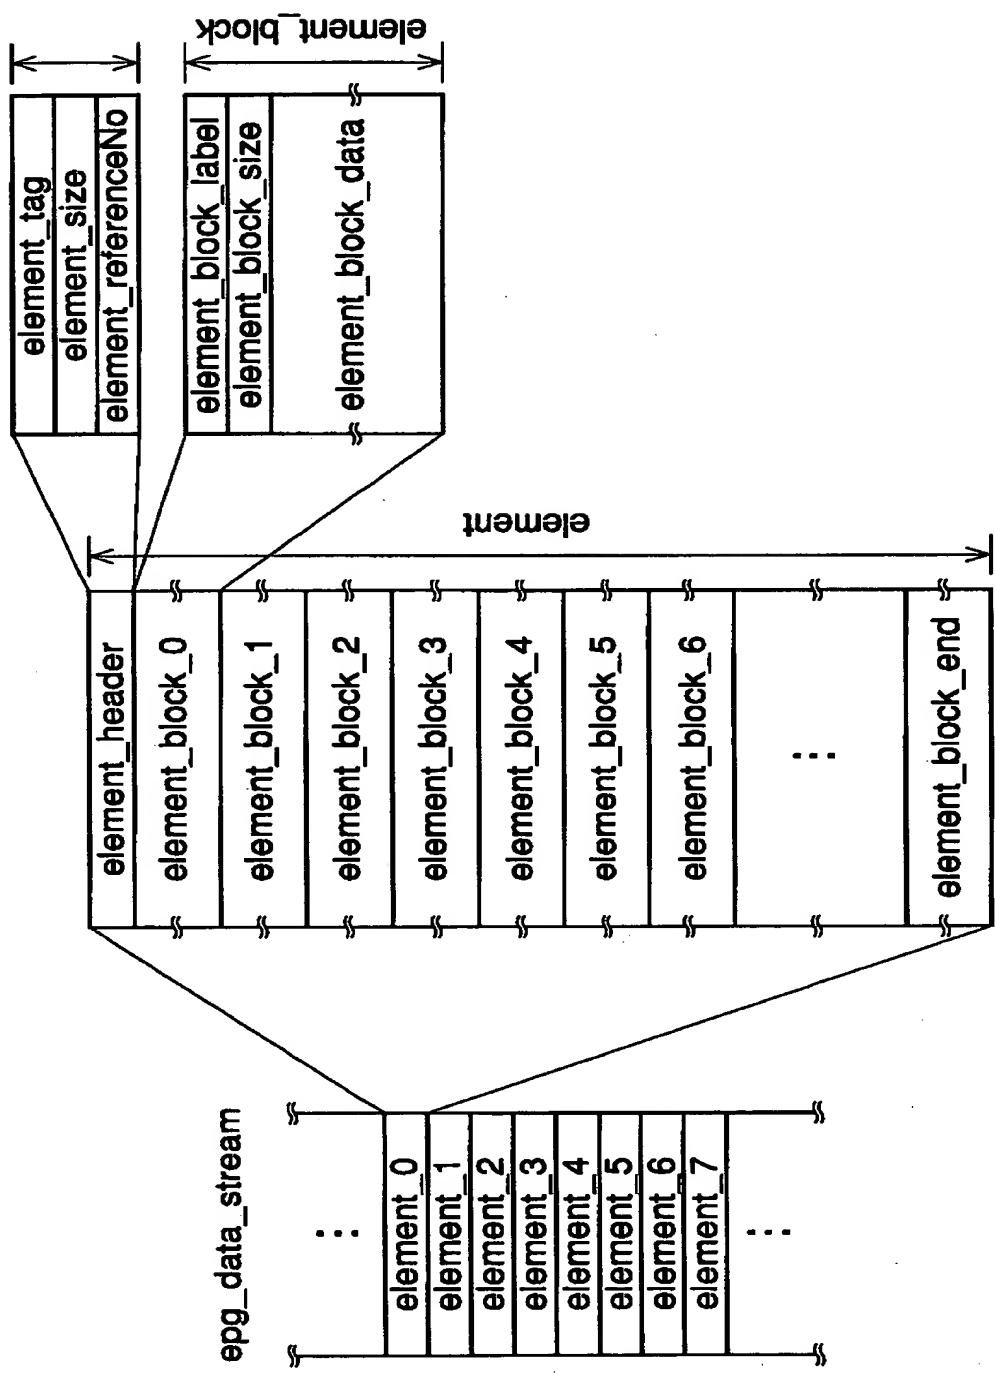 epg_data_stream
...
element_0
element_1
element_2
element_3
element_4
element_5
element_6
element_7
...
element_header
element_block_0
element_block_1
element_block_2
element_block_3
element_block_4
element_block_5
element_block_6
...
element_block_end
element
element_tag
element_size
element_referenceNo
element_block_label
element_block_size
element_block_data
element_block